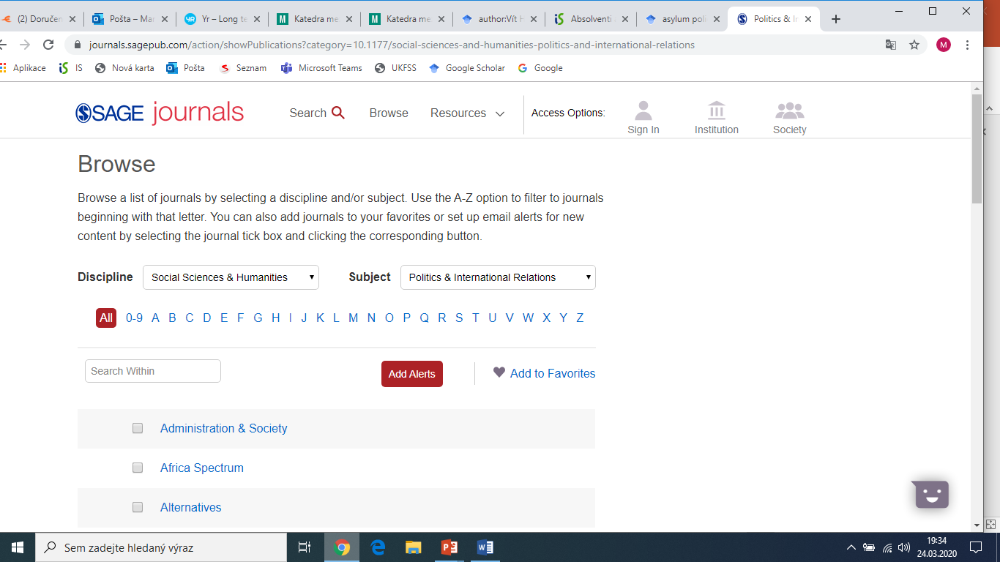 (2) Doručen
Pošta – Mar
YR Yr – Long te
M Katedra me
M Katedra me
author:Vít H
Absolventi
asylum poli
S Politics & In
journals.sagepub.com/action/showPublications?category=10.1177/social-sciences-and-humanities-politics-and-international-relations
M
Aplikace IS Nová karta Pošta Seznam Microsoft Teams UKFSS Google Scholar Google
SAGE journals Search Browse Resources Access Options: Sign In Institution Society
Browse
Browse a list of journals by selecting a discipline and/or subject. Use the A-Z option to filter to journals
beginning with that letter. You can also add journals to your favorites or set up email alerts for new
content by selecting the journal tick box and clicking the corresponding button.
Discipline Social Sciences & Humanities Subject Politics & International Relations
All 0-9 A B C D E F G H I J K L M N O P Q R S T U V W X Y Z
Search Within Add Alerts Add to Favorites
Administration & Society
Africa Spectrum
Alternatives
Sem zadejte hledaný výraz
19:34
24.03.2020